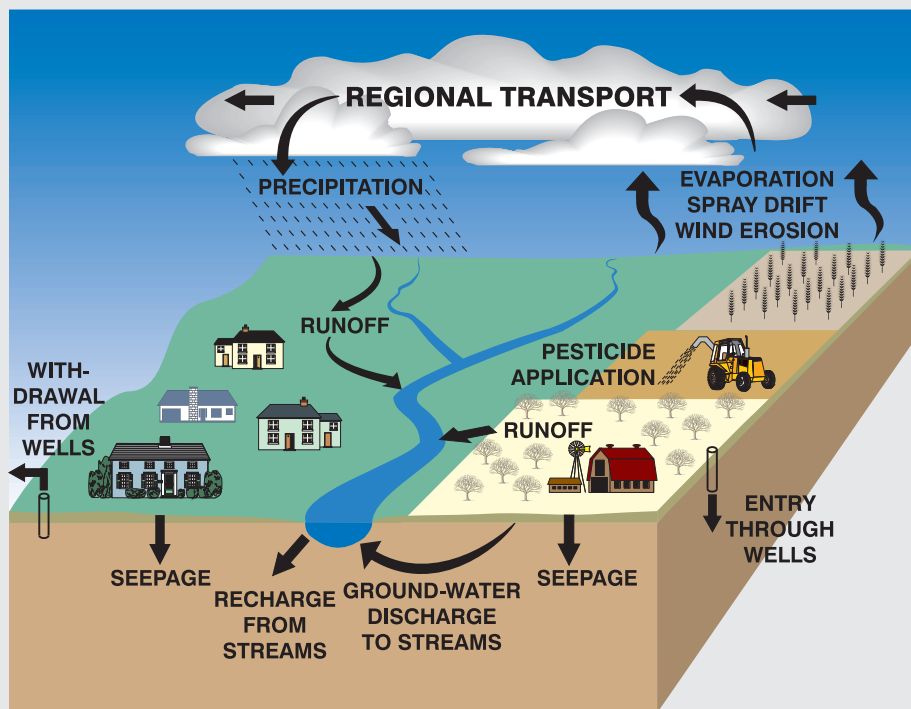 REGIONAL TRANSPORT
PRECIPITATION
EVAPORATION
SPRAY DRIFT
WIND EROSION
RUNOFF
PESTICIDE
APPLICATION
WITH-
DRAWAL
FROM
WELLS
RUNOFF
ENTRY
THROUGH
WELLS
SEEPAGE
RECHARGE
FROM
STREAMS
GROUND-WATER
DISCHARGE
TO STREAMS
SEEPAGE